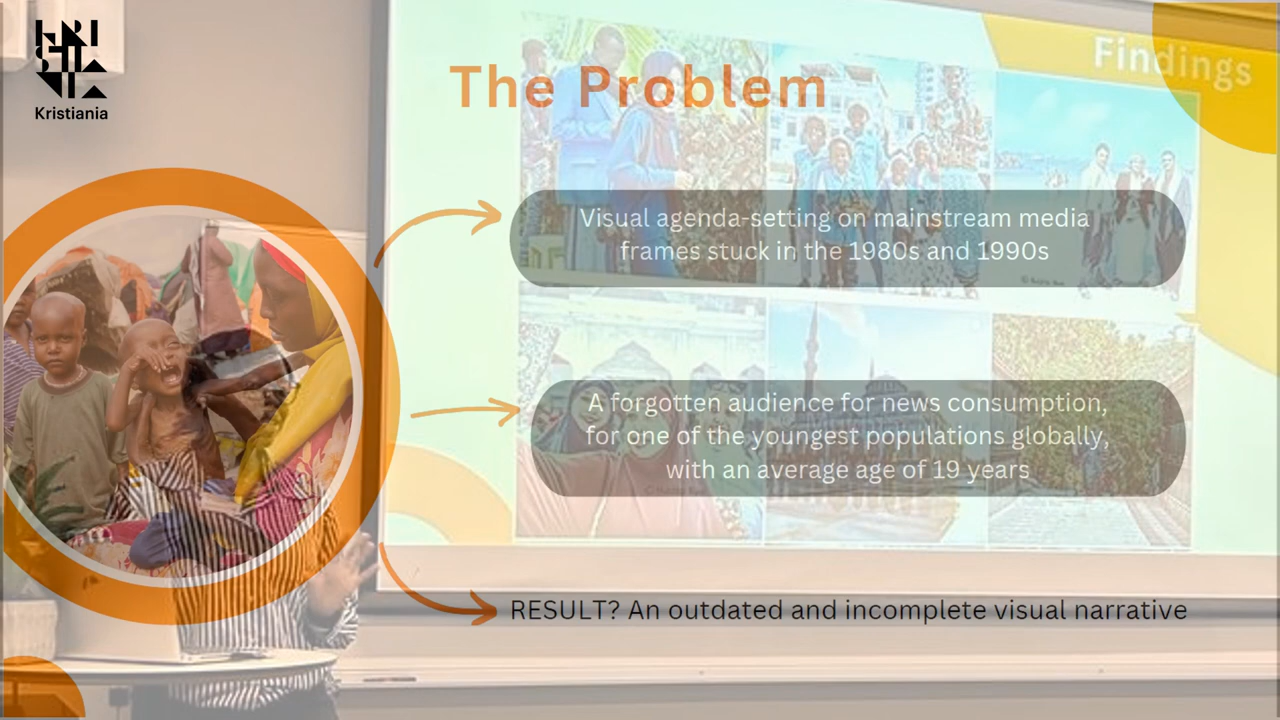 Kristiania
The Problem
Findings
Visual agenda-setting on mainstream media
frames stuck in the 1980s and 1990s
A forgotten audience for news consumption,
for one of the youngest populations globally,
with an average age of 19 years
RESULT? An outdated and incomplete visual narrative